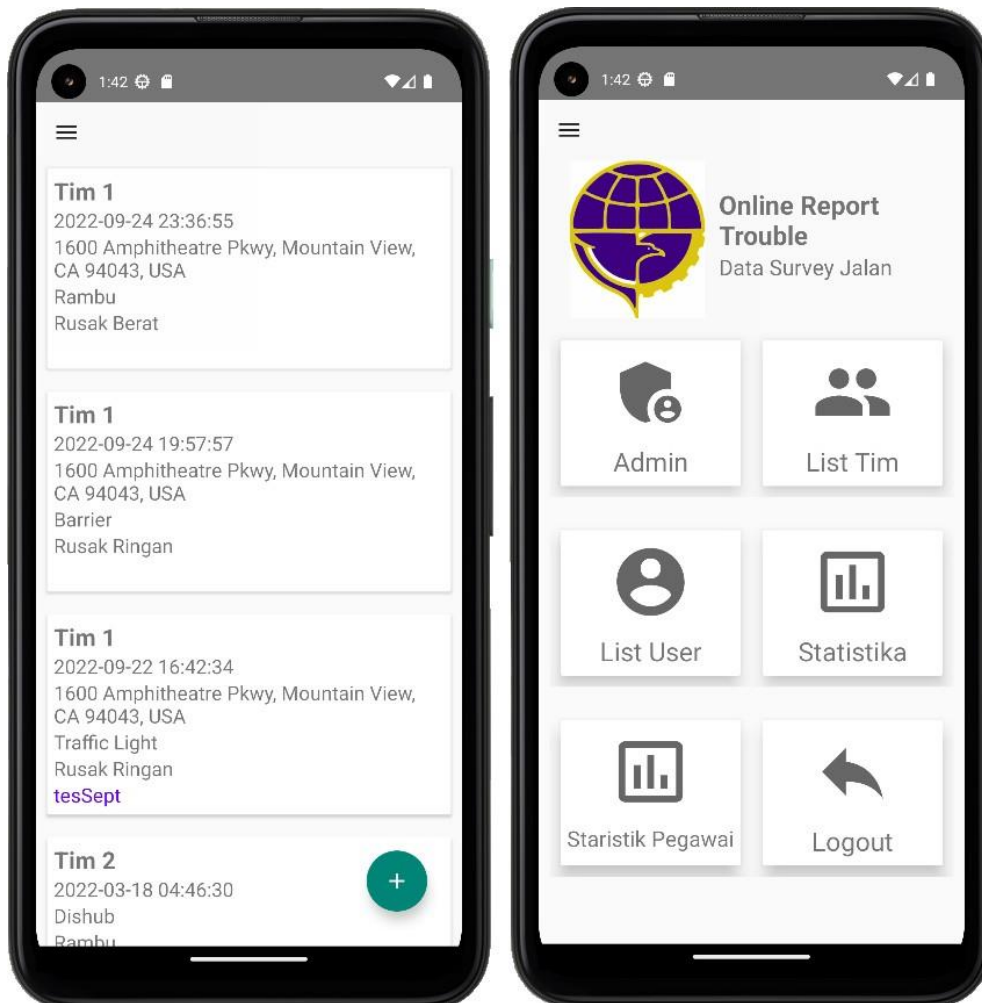 1:42
Tim 1
2022-09-24 23:36:55
1600 Amphitheatre Pkwy, Mountain View,
CA 94043, USA
Rambu
Rusak Berat
Tim 1
2022-09-24 19:57:57
1600 Amphitheatre Pkwy, Mountain View,
CA 94043, USA
Barrier
Rusak Ringan
Tim 1
2022-09-22 16:42:34
1600 Amphitheatre Pkwy, Mountain View,
CA 94043, USA
Traffic Light
Rusak Ringan
tesSept
Tim 2
2022-03-18 04:46:30
Dishub
Rambu
+
1:42
Online Report
Trouble
Data Survey Jalan
Admin
List Tim
List User
Statistika
Staristik Pegawai
Logout